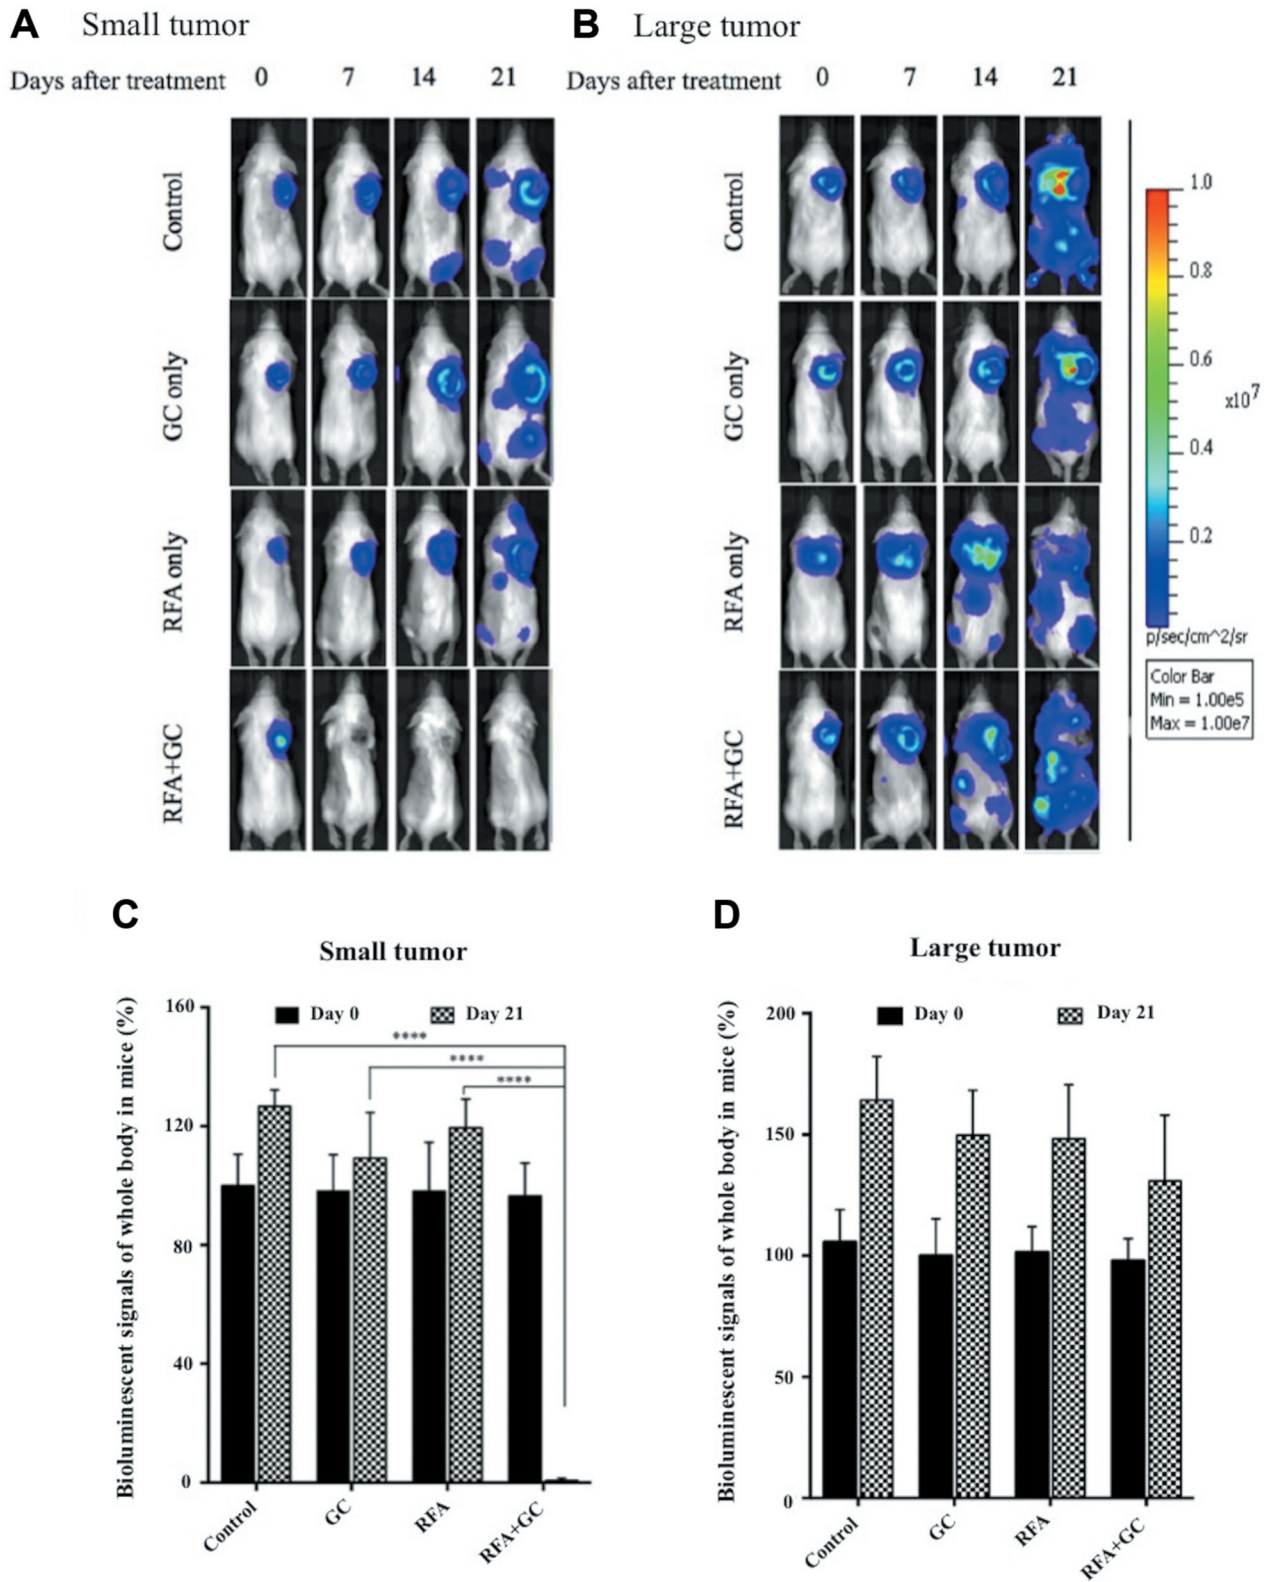 A Small tumor
Days after treatment 0 7 14 21
Control
GC only
RFA only
RFA+GC
B Large tumor
Days after treatment 0 7 14 21
Control
GC only
RFA only
RFA+GC
1.0
0.8
0.6
x10^7
0.4
0.2
p/sec/cm^2/sr
Color Bar
Min = 1.00e5
Max = 1.00e7
C
Small tumor
Bioluminescent signals of whole body in mice (%)
160
120
80
40
0
Day 0 Day 21
****
****
****
Control GC RFA RFA+GC
D
Large tumor
Bioluminescent signals of whole body in mice (%)
200
150
100
50
0
Day 0 Day 21
Control GC RFA RFA+GC